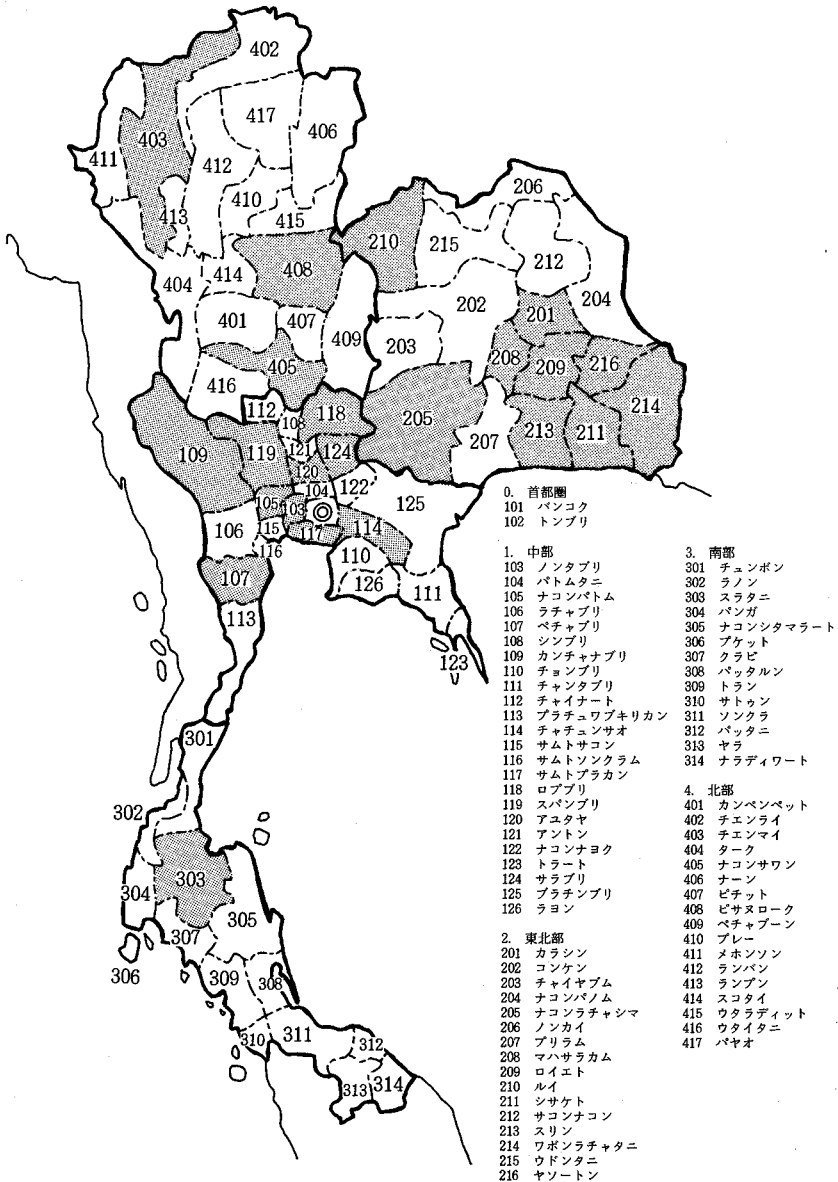 402
417
403
406
411
412
206
410
413
415
210
215
212
408
414
404
202
204
201
401
407
409
203
405
208
209
216
416
205
214
112
118
108
207
213
211
119
109
121
124
120
104
122
125
105
103
114
106
115
117
116
110
107
126
111
113
123
301
302
303
304
305
307
306
309
308
310
311
312
313
314
0. 首都圏
101 バンコク
102 トンブリ
1. 中部
103 ノンタブリ
104 パトムタニ
105 ナコンパトム
106 ラチャブリ
107 ペチャブリ
108 シンブリ
109 カンチャナブリ
110 チョンブリ
111 チャンタブリ
112 チャイナート
113 プラチュワブキリカン
114 チャチュンサオ
115 サムトサコン
116 サムトソンクラム
117 サムトプラカン
118 ロプブリ
119 スパンブリ
120 アユタヤ
121 アントン
122 ナコンナヨク
123 トラート
124 サラブリ
125 プラチンブリ
126 ラヨン
2. 東北部
201 カラシン
202 コンケン
203 チャイヤプム
204 ナコンパノム
205 ナコンラチャシマ
206 ノンカイ
207 ブリラム
208 マハサラカム
209 ロイエト
210 ルイ
211 シサケト
212 サコンナコン
213 スリン
214 ワボンラチャタニ
215 ウドンタニ
216 ヤソートン
3. 南部
301 チュンポン
302 ラノン
303 スラタニ
304 パンガ
305 ナコンシタマラート
306 プケット
307 クラビ
308 パッタルン
309 トラン
310 サトゥン
311 ソンクラ
312 パッタニ
313 ヤラ
314 ナラディワート
4. 北部
401 カンペンペット
402 チエンライ
403 チエンマイ
404 ターク
405 ナコンサワン
406 ナーン
407 ピチット
408 ピサヌローク
409 ペチャブーン
410 プレー
411 メホンソン
412 ランパン
413 ランプン
414 スコタイ
415 ウタラディット
416 ウタイタニ
417 パヤオ